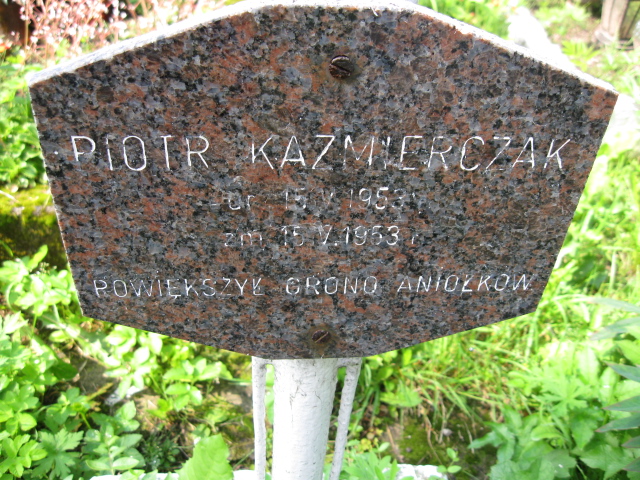 PIOTR KAZMIERCZAK
ur. 15.V.1953 r.
zm. 15.V.1953 r.
POWIĘKSZYŁ GRONO ANIOŁKÓW